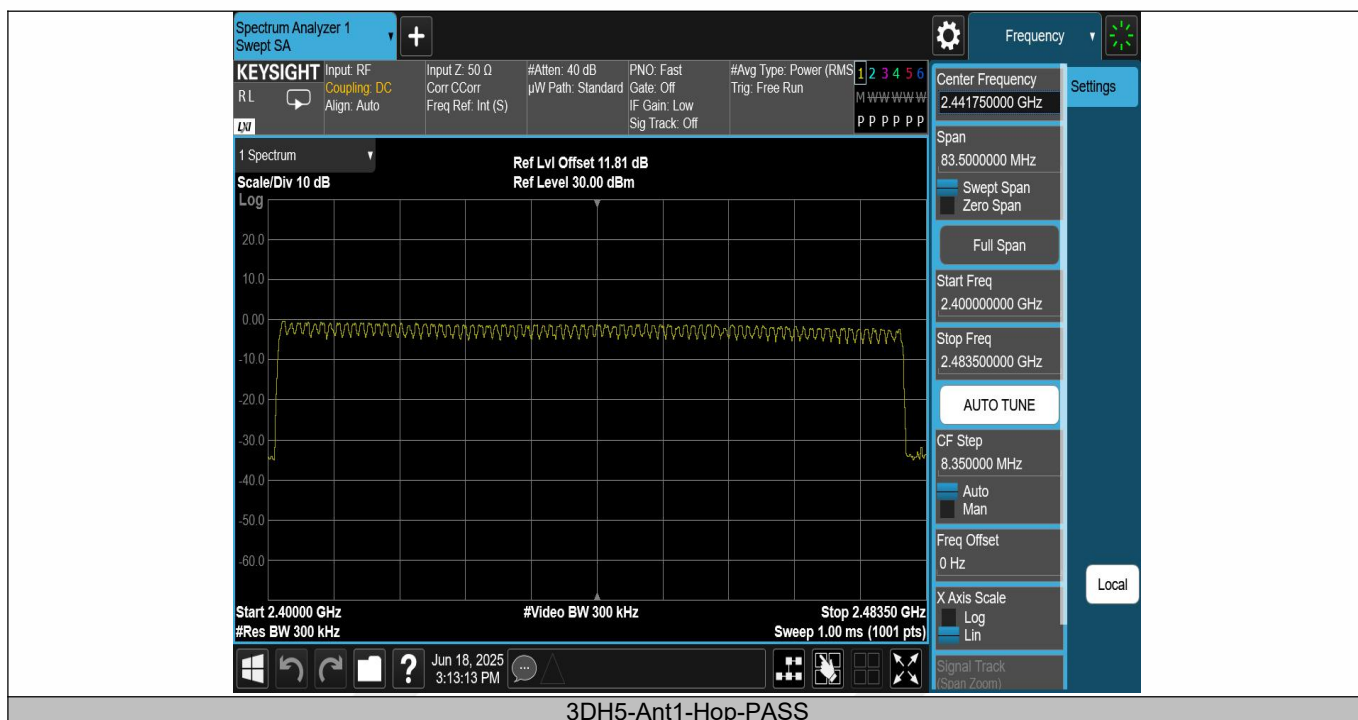 Spectrum Analyzer 1
Swept SA
+
Frequency
KEYSIGHT
Input: RF
Coupling: DC
Align: Auto
Input Z: 50 Ω
Corr CCorr
Freq Ref: Int (S)
#Atten: 40 dB
µW Path: Standard
PNO: Fast
Gate: Off
IF Gain: Low
Sig Track: Off
#Avg Type: Power (RMS
Trig: Free Run
1 2 3 4 5 6
M W W W W W
P P P P P P
R L
LXI
1 Spectrum
Scale/Div 10 dB
Log
Ref Lvl Offset 11.81 dB
Ref Level 30.00 dBm
20.0
10.0
0.00
-10.0
-20.0
-30.0
-40.0
-50.0
-60.0
Start 2.40000 GHz
#Res BW 300 kHz
#Video BW 300 kHz
Stop 2.48350 GHz
Sweep 1.00 ms (1001 pts)
Center Frequency
2.441750000 GHz
Settings
Span
83.5000000 MHz
Swept Span
Zero Span
Full Span
Start Freq
2.400000000 GHz
Stop Freq
2.483500000 GHz
AUTO TUNE
CF Step
8.350000 MHz
Auto
Man
Freq Offset
0 Hz
X Axis Scale
Log
Lin
Signal Track
(Span Zoom)
Local
?
Jun 18, 2025
3:13:13 PM
3DH5-Ant1-Hop-PASS